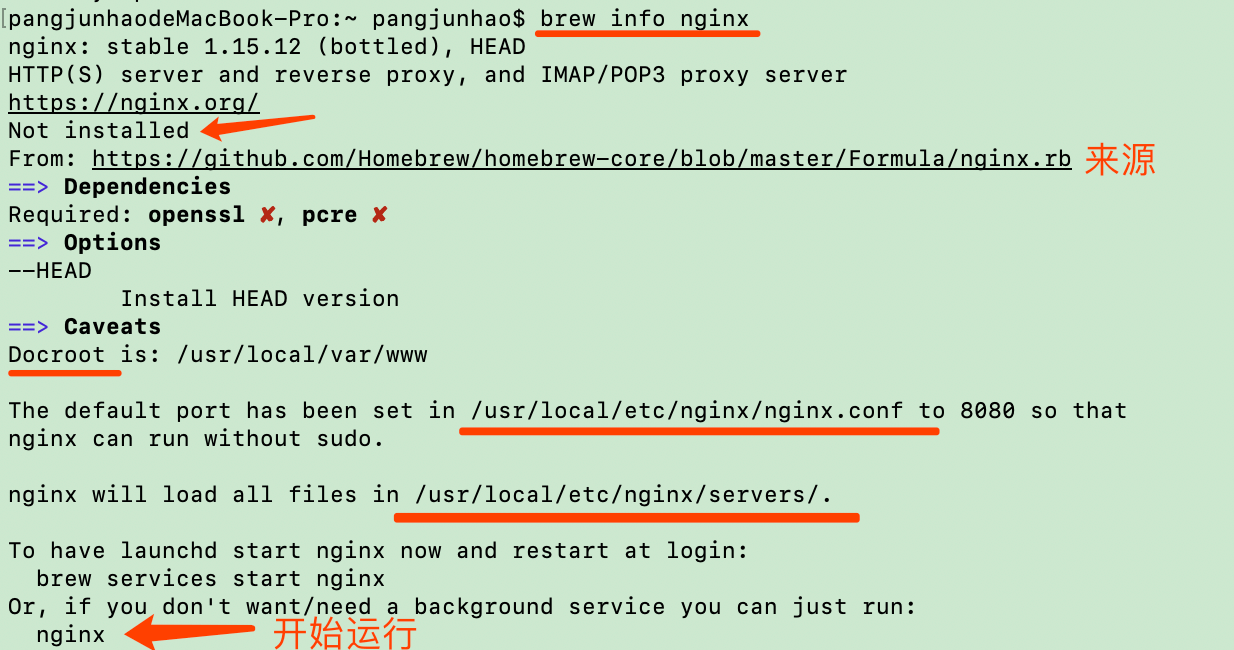 [pangjunhaodeMacBook-Pro:~ pangjunhao$ brew info nginx
nginx: stable 1.15.12 (bottled), HEAD
HTTP(S) server and reverse proxy, and IMAP/POP3 proxy server
https://nginx.org/
Not installed
From: https://github.com/Homebrew/homebrew-core/blob/master/Formula/nginx.rb 来源
==> Dependencies
Required: openssl ✘, pcre ✘
==> Options
--HEAD
Install HEAD version
==> Caveats
Docroot is: /usr/local/var/www
The default port has been set in /usr/local/etc/nginx/nginx.conf to 8080 so that
nginx can run without sudo.
nginx will load all files in /usr/local/etc/nginx/servers/.
To have launchd start nginx now and restart at login:
brew services start nginx
Or, if you don't want/need a background service you can just run:
nginx 开始运行